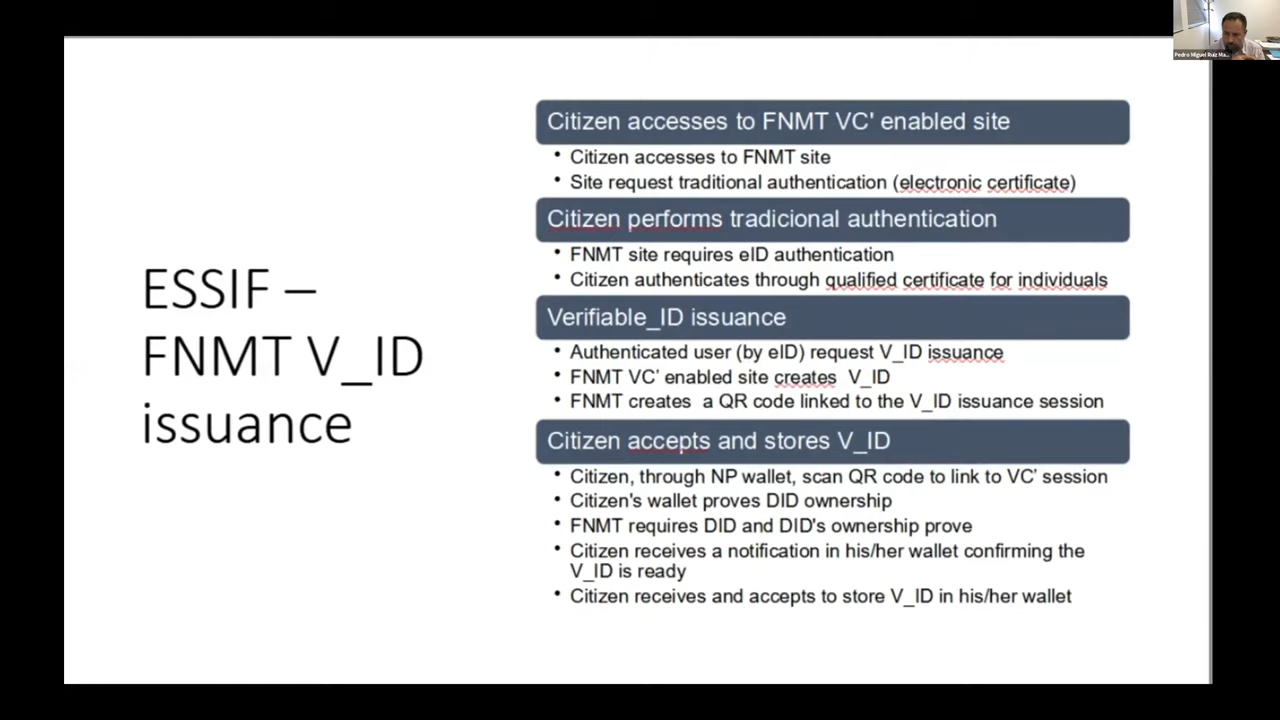 Pedro Miguel Ruiz Ma...
ESSIF –
FNMT V_ID
issuance
Citizen accesses to FNMT VC' enabled site
• Citizen accesses to FNMT site
• Site request traditional authentication (electronic certificate)
Citizen performs tradicional authentication
• FNMT site requires eID authentication
• Citizen authenticates through qualified certificate for individuals
Verifiable_ID issuance
• Authenticated user (by eID) request V_ID issuance
• FNMT VC' enabled site creates V_ID
• FNMT creates a QR code linked to the V_ID issuance session
Citizen accepts and stores V_ID
• Citizen, through NP wallet, scan QR code to link to VC' session
• Citizen's wallet proves DID ownership
• FNMT requires DID and DID's ownership prove
• Citizen receives a notification in his/her wallet confirming the
V_ID is ready
• Citizen receives and accepts to store V_ID in his/her wallet